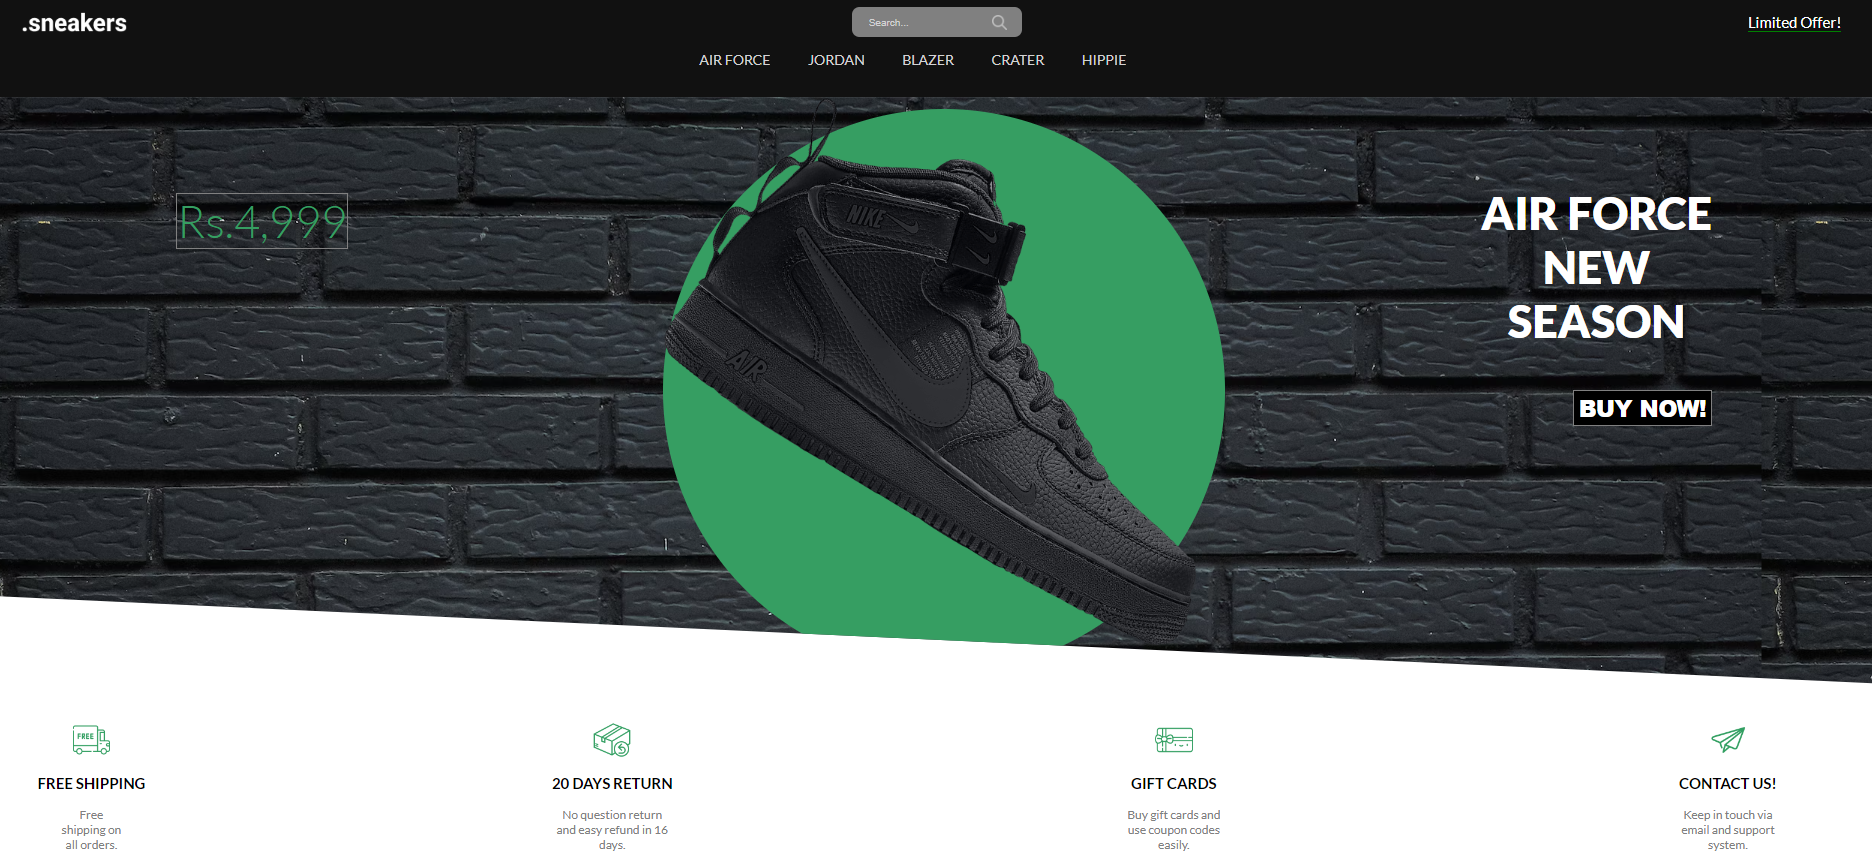 .sneakers
Search...
Limited Offer!
AIR FORCE JORDAN BLAZER CRATER HIPPIE
Rs.4,999
NIKE
AIR
AIR FORCE
NEW
SEASON
BUY NOW!
FREE
FREE SHIPPING
Free
shipping on
all orders.
20 DAYS RETURN
No question return
and easy refund in 16
days.
GIFT CARDS
Buy gift cards and
use coupon codes
easily.
CONTACT US!
Keep in touch via
email and support
system.